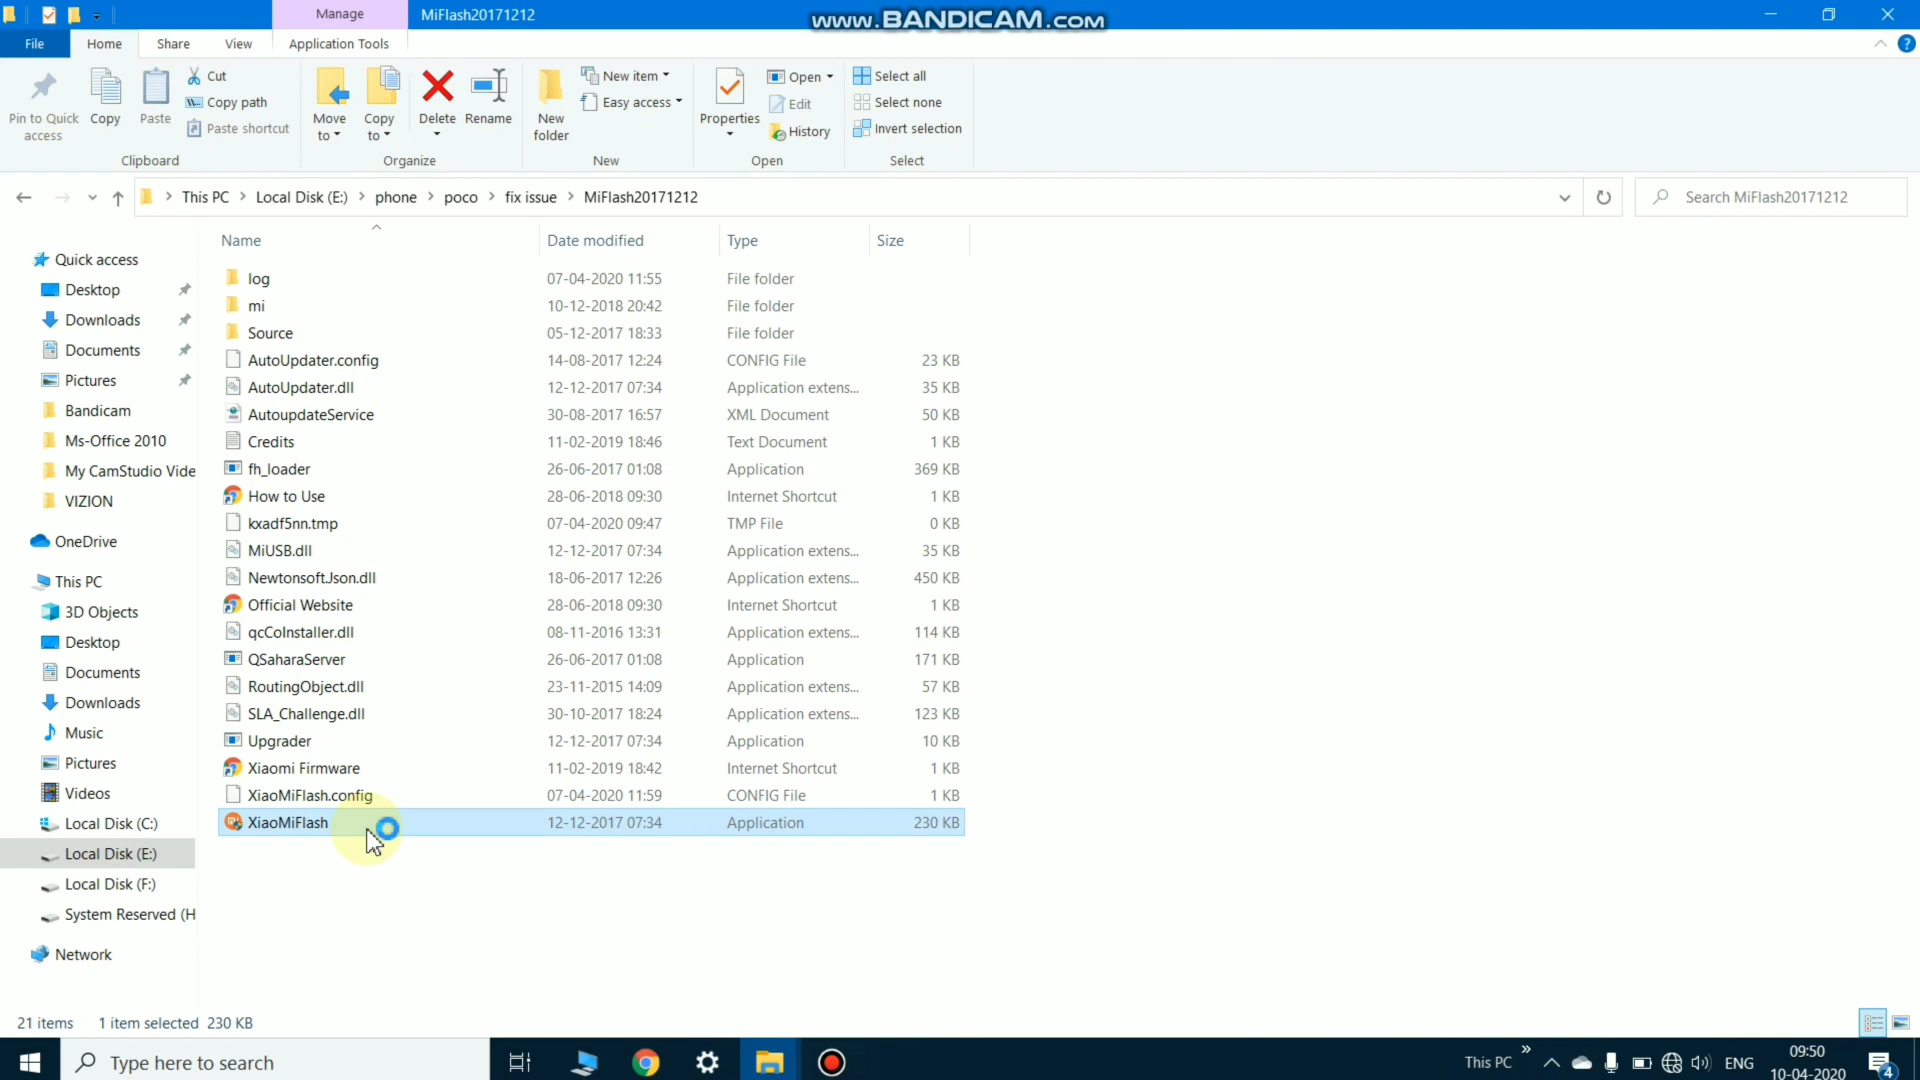 Manage
MiFlash20171212
www.BANDICAM.com
File
Home
Share
View
Application Tools
Pin to Quick access
Copy
Paste
Cut
Copy path
Paste shortcut
Clipboard
Move to
Copy to
Delete
Rename
Organize
New folder
New item
Easy access
New
Properties
Open
Edit
History
Open
Select all
Select none
Invert selection
Select
This PC > Local Disk (E:) > phone > poco > fix issue > MiFlash20171212
Search MiFlash20171212
Name Date modified Type Size
log 07-04-2020 11:55 File folder
mi 10-12-2018 20:42 File folder
Source 05-12-2017 18:33 File folder
AutoUpdater.config 14-08-2017 12:24 CONFIG File 23 KB
AutoUpdater.dll 12-12-2017 07:34 Application extens... 35 KB
AutoupdateService 30-08-2017 16:57 XML Document 50 KB
Credits 11-02-2019 18:46 Text Document 1 KB
fh_loader 26-06-2017 01:08 Application 369 KB
How to Use 28-06-2018 09:30 Internet Shortcut 1 KB
kxadf5nn.tmp 07-04-2020 09:47 TMP File 0 KB
MiUSB.dll 12-12-2017 07:34 Application extens... 35 KB
Newtonsoft.Json.dll 18-06-2017 12:26 Application extens... 450 KB
Official Website 28-06-2018 09:30 Internet Shortcut 1 KB
qcCoInstaller.dll 08-11-2016 13:31 Application extens... 114 KB
QSaharaServer 26-06-2017 01:08 Application 171 KB
RoutingObject.dll 23-11-2015 14:09 Application extens... 57 KB
SLA_Challenge.dll 30-10-2017 18:24 Application extens... 123 KB
Upgrader 12-12-2017 07:34 Application 10 KB
Xiaomi Firmware 11-02-2019 18:42 Internet Shortcut 1 KB
XiaoMiFlash.config 07-04-2020 11:59 CONFIG File 1 KB
XiaoMiFlash 12-12-2017 07:34 Application 230 KB
Quick access
Desktop
Downloads
Documents
Pictures
Bandicam
Ms-Office 2010
My CamStudio Vide
VIZION
OneDrive
This PC
3D Objects
Desktop
Documents
Downloads
Music
Pictures
Videos
Local Disk (C:)
Local Disk (E:)
Local Disk (F:)
System Reserved (H
Network
21 items 1 item selected 230 KB
Type here to search
This PC
ENG
09:50
10-04-2020
4